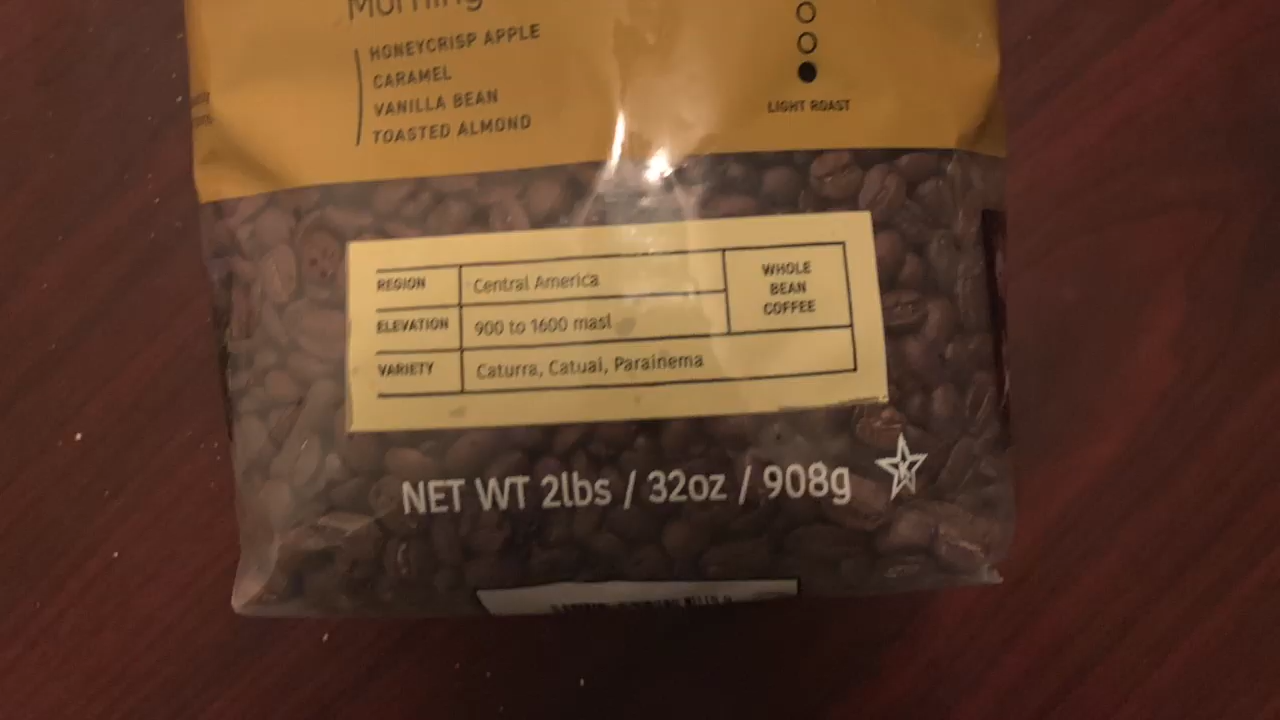 Morning
HONEYCRISP APPLE
CARAMEL
VANILLA BEAN
TOASTED ALMOND
LIGHT ROAST
REGION Central America
ELEVATION 900 to 1600 masl
VARIETY Caturra, Catuai, Parainema
WHOLE
BEAN
COFFEE
NET WT 2lbs / 32oz / 908g
K